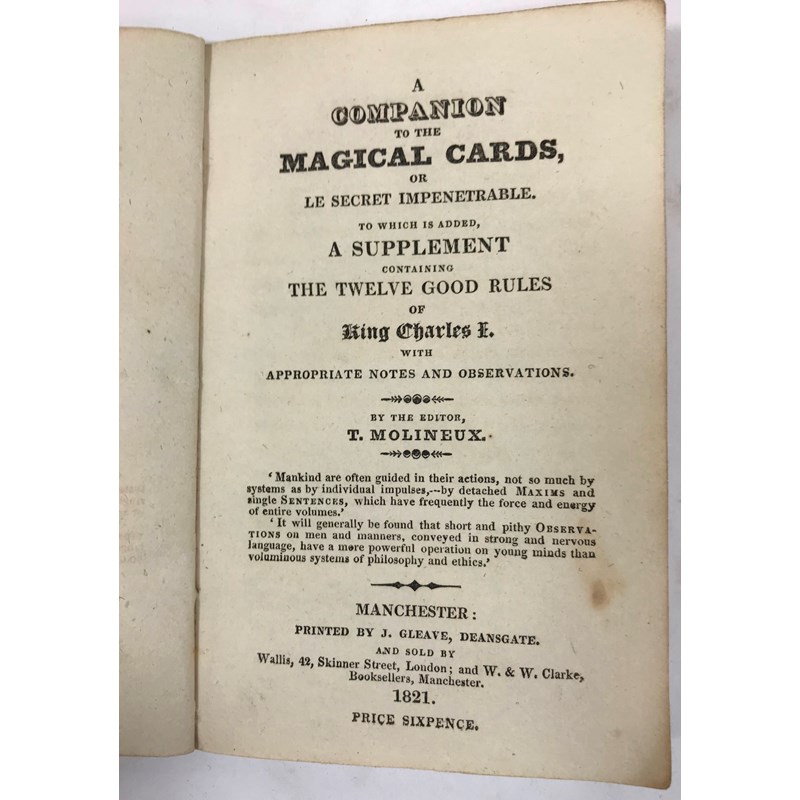 A
COMPANION
TO THE
MAGICAL CARDS,
OR
LE SECRET IMPENETRABLE.
TO WHICH IS ADDED,
A SUPPLEMENT
CONTAINING
THE TWELVE GOOD RULES
OF
King Charles I.
WITH
APPROPRIATE NOTES AND OBSERVATIONS.
BY THE EDITOR,
T. MOLINEUX.
‘ Mankind are often guided in their actions, not so much by
systems as by individual impulses,--by detached MAXIMS and
single SENTENCES, which have frequently the force and energy
of entire volumes.’
‘ It will generally be found that short and pithy OBSERVA-
TIONS on men and manners, conveyed in strong and nervous
language, have a more powerful operation on young minds than
voluminous systems of philosophy and ethics.’
MANCHESTER:
PRINTED BY J. GLEAVE, DEANSGATE.
AND SOLD BY
Wallis, 42, Skinner Street, London; and W. & W. Clarke,
Booksellers, Manchester.
1821.
PRICE SIXPENCE.